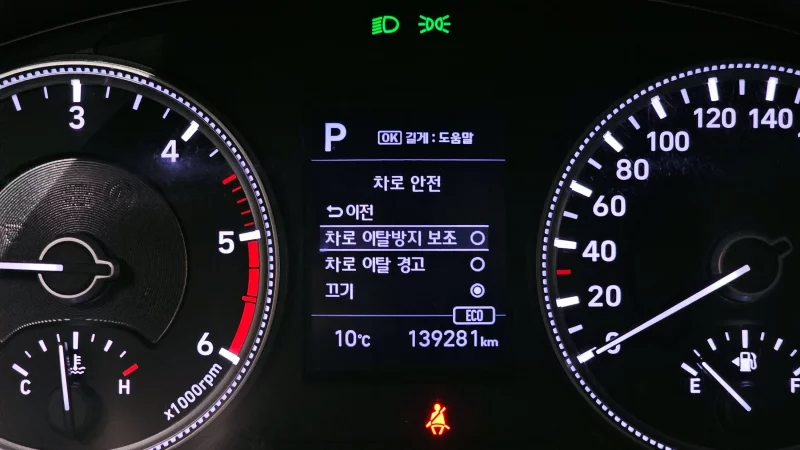 P
OK 길게 : 도움말
차로 안전
이전
차로 이탈방지 보조
차로 이탈 경고
끄기
ECO
10℃ 139281 km
3
4
5
6
x1000rpm
C H
0
20
40
60
80
100
120
140
E F